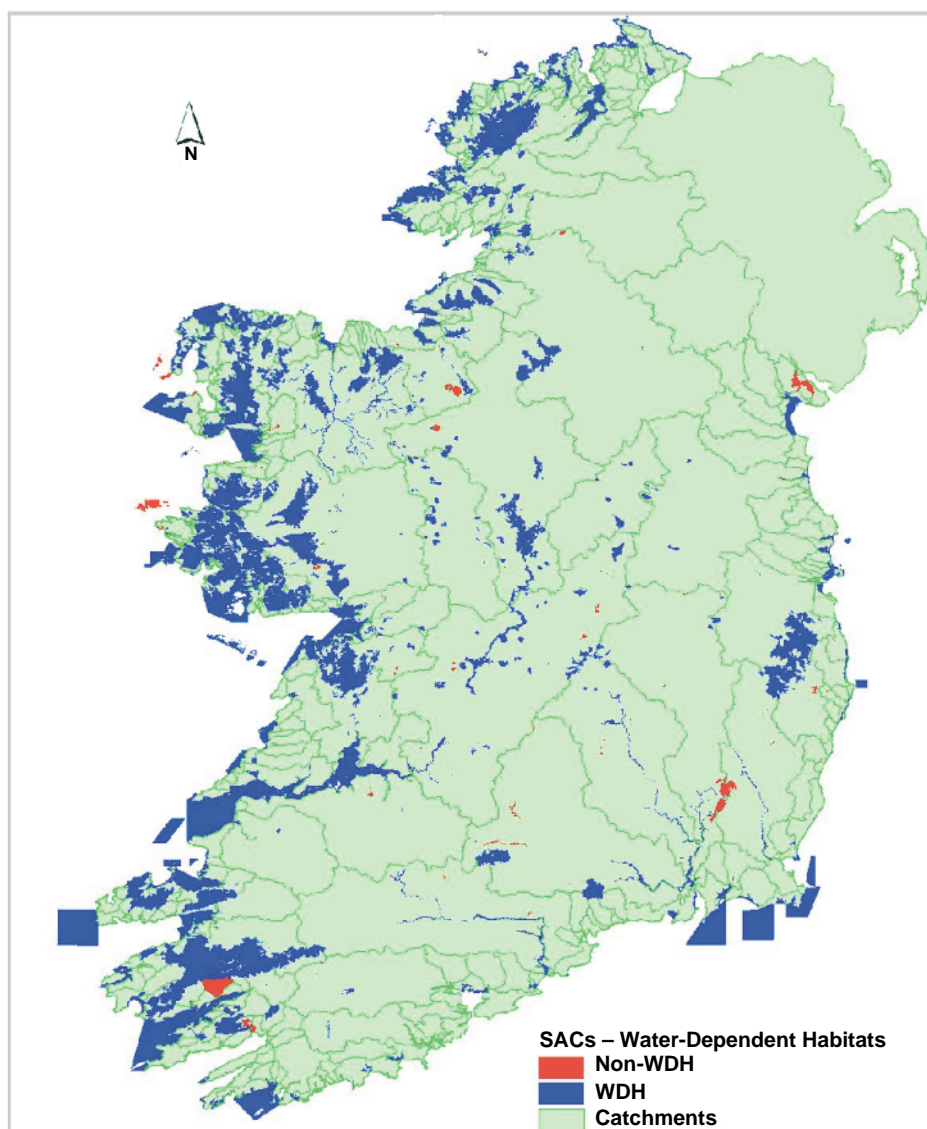 N
SACs – Water-Dependent Habitats
Non-WDH
WDH
Catchments